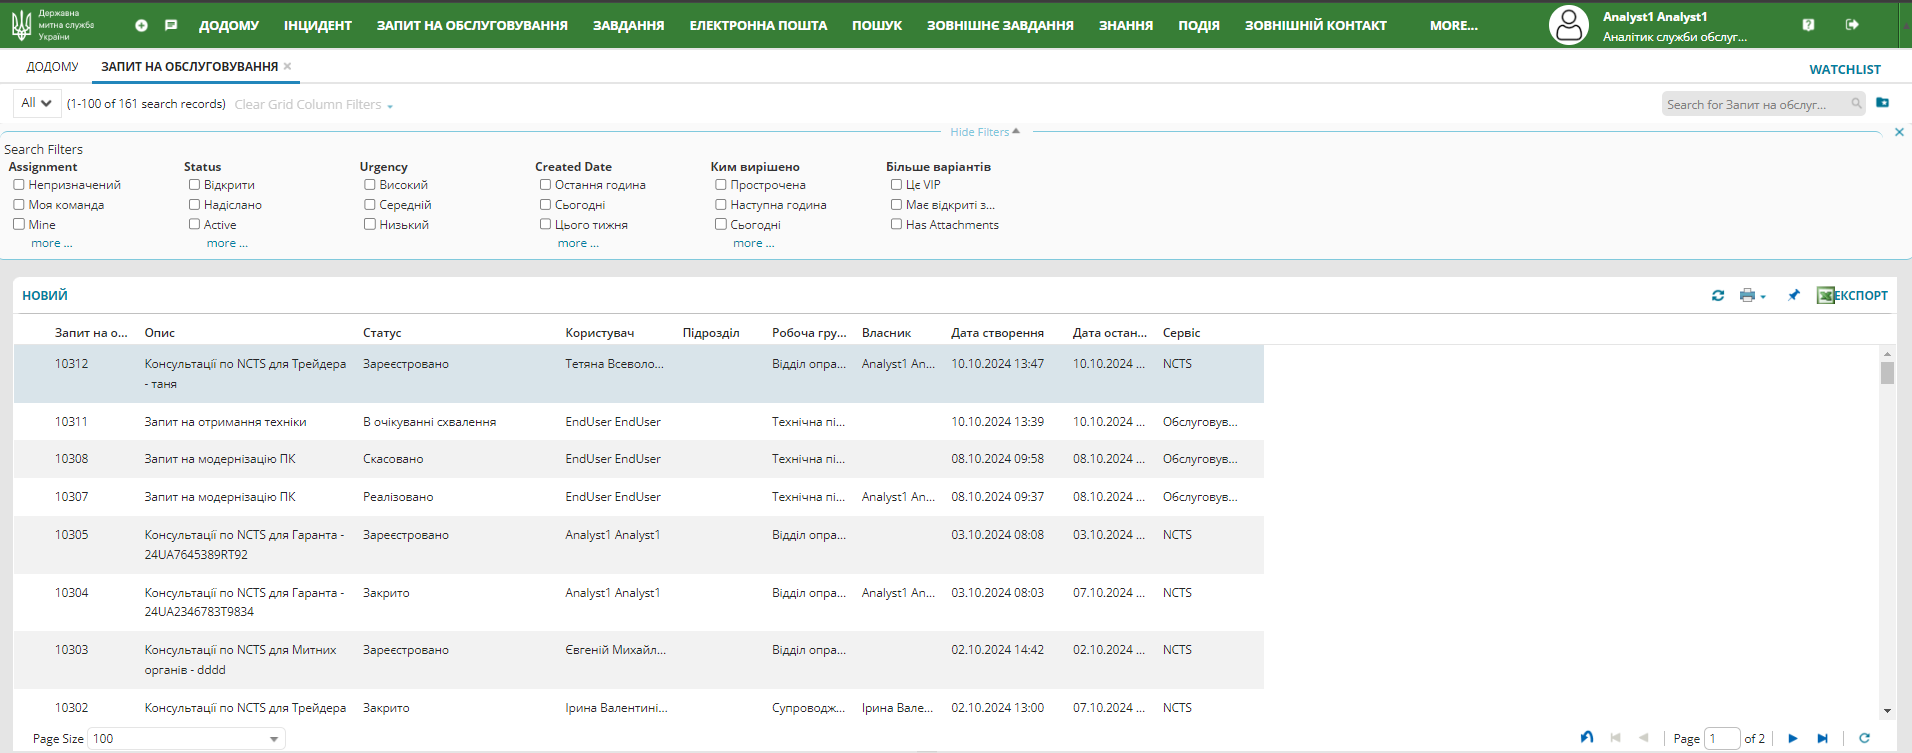 Державна
митна служба
України
ДОДОМУ ІНЦИДЕНТ ЗАПИТ НА ОБСЛУГОВУВАННЯ ЗАВДАННЯ ЕЛЕКТРОННА ПОШТА ПОШУК ЗОВНІШНЄ ЗАВДАННЯ ЗНАННЯ ПОДІЯ ЗОВНІШНІЙ КОНТАКТ MORE...
Analyst1 Analyst1
Аналітик служби обслуг...
ДОДОМУ ЗАПИТ НА ОБСЛУГОВУВАННЯ
WATCHLIST
All (1-100 of 161 search records) Clear Grid Column Filters
Search for Запит на обслуг...
Hide Filters
Search Filters
Assignment Status Urgency Created Date Ким вирішено Більше варіантів
Непризначений Відкрити Високий Остання година Прострочена Це VIP
Моя команда Надіслано Середній Сьогодні Наступна година Має відкриті з...
Mine Active Низький Цього тижня Сьогодні Has Attachments
more ... more ... more ... more ...
НОВИЙ ЕКСПОРТ
Запит на о... Опис Статус Користувач Підрозділ Робоча гру... Власник Дата створення Дата остан... Сервіс
10312 Консультації по NCTS для Трейдера Зареєстровано Тетяна Всеволо... Відділ опра... Analyst1 An... 10.10.2024 13:47 10.10.2024 ... NCTS
- таня
10311 Запит на отримання техніки В очікуванні схвалення EndUser EndUser Технічна пі... 10.10.2024 13:39 10.10.2024 ... Обслуговув...
10308 Запит на модернізацію ПК Скасовано EndUser EndUser Технічна пі... 08.10.2024 09:58 08.10.2024 ... Обслуговув...
10307 Запит на модернізацію ПК Реалізовано EndUser EndUser Технічна пі... Analyst1 An... 08.10.2024 09:37 08.10.2024 ... Обслуговув...
10305 Консультації по NCTS для Гаранта - Зареєстровано Analyst1 Analyst1 Відділ опра... 03.10.2024 08:08 03.10.2024 ... NCTS
24UA7645389RT92
10304 Консультації по NCTS для Гаранта - Закрито Analyst1 Analyst1 Відділ опра... Analyst1 An... 03.10.2024 08:03 07.10.2024 ... NCTS
24UA2346783T9834
10303 Консультації по NCTS для Митних Зареєстровано Євгеній Михайл... Відділ опра... 02.10.2024 14:42 02.10.2024 ... NCTS
органів - dddd
10302 Консультації по NCTS для Трейдера Закрито Ірина Валентині... Супроводж... Ірина Вале... 02.10.2024 13:00 07.10.2024 ... NCTS
Page Size 100 Page 1 of 2